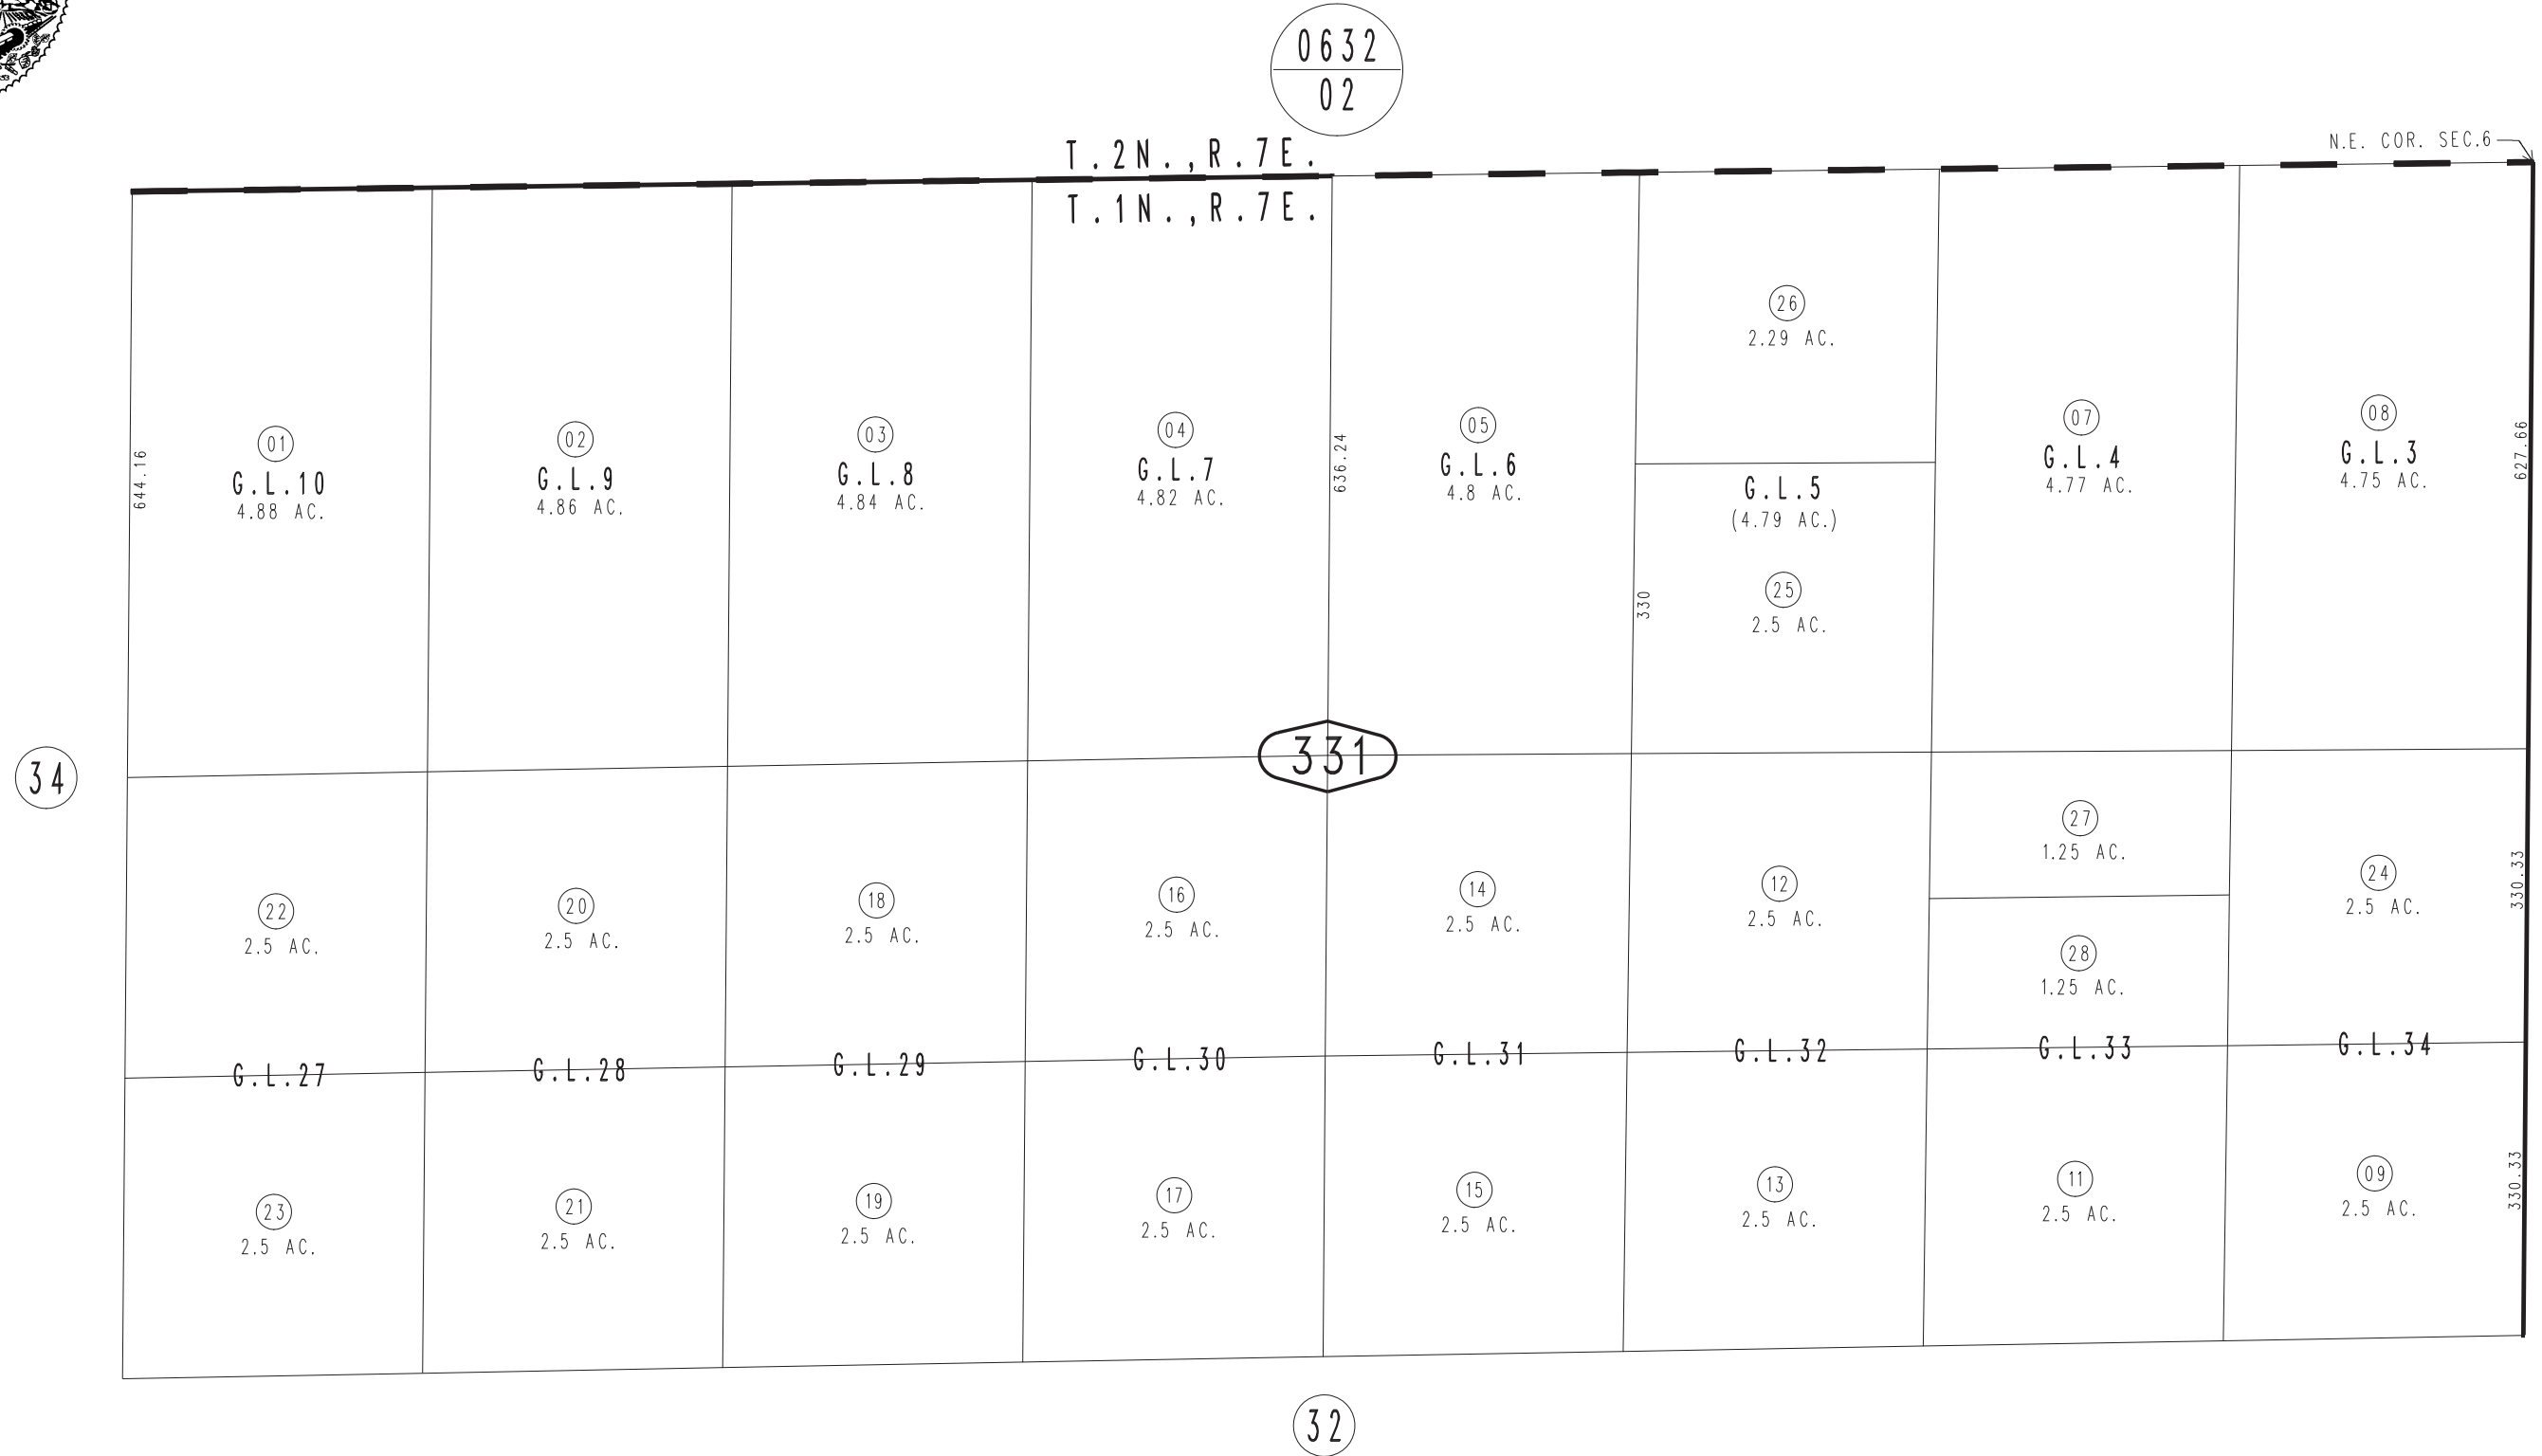 0632
02
N.E. COR. SEC.6
T.2N.,R.7E.
T.1N.,R.7E.
644.16
01
G.L.10
4.88 AC.
02
G.L.9
4.86 AC.
03
G.L.8
4.84 AC.
04
G.L.7
4.82 AC.
636.24
05
G.L.6
4.8 AC.
26
2.29 AC.
G.L.5
(4.79 AC.)
330
25
2.5 AC.
07
G.L.4
4.77 AC.
08
G.L.3
4.75 AC.
627.66
34
331
22
2.5 AC.
20
2.5 AC.
18
2.5 AC.
16
2.5 AC.
14
2.5 AC.
12
2.5 AC.
27
1.25 AC.
28
1.25 AC.
24
2.5 AC.
330.33
G.L.27
G.L.28
G.L.29
G.L.30
G.L.31
G.L.32
G.L.33
G.L.34
23
2.5 AC.
21
2.5 AC.
19
2.5 AC.
17
2.5 AC.
15
2.5 AC.
13
2.5 AC.
11
2.5 AC.
09
2.5 AC.
330.33
32